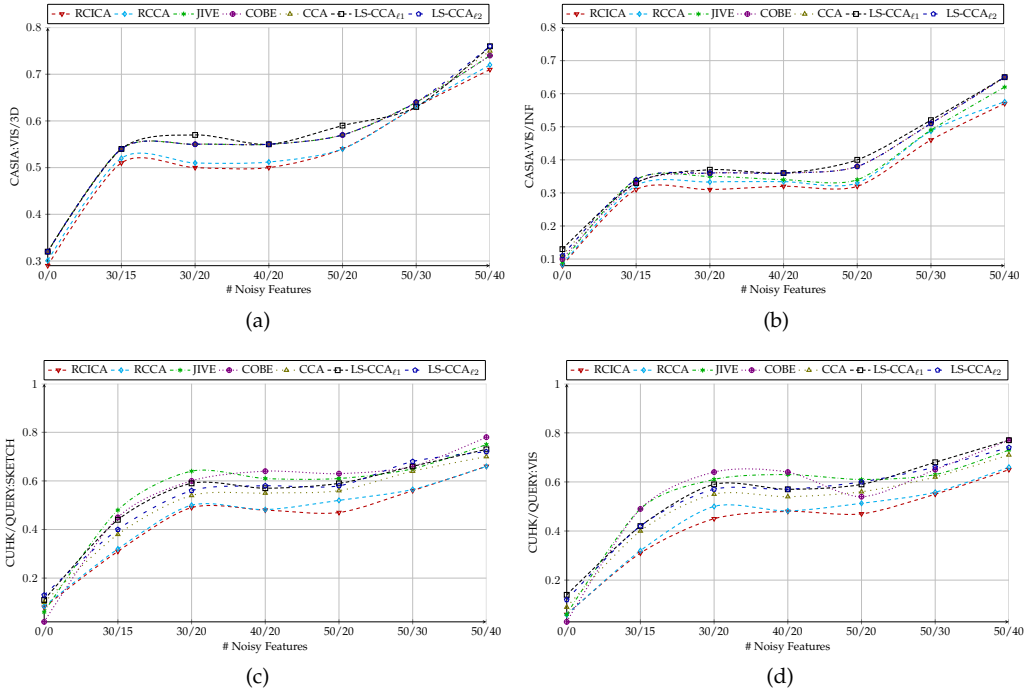 RCICA RCCA JIVE COBE CCA LS-CCAℓ1 LS-CCAℓ2
0.8
0.7
0.6
0.5
0.4
0.3
CASIA:VIS/3D
0/0 30/15 30/20 40/20 50/20 50/30 50/40
# Noisy Features
(a)
RCICA RCCA JIVE COBE CCA LS-CCAℓ1 LS-CCAℓ2
0.8
0.7
0.6
0.5
0.4
0.3
0.2
0.1
CASIA:VIS/INF
0/0 30/15 30/20 40/20 50/20 50/30 50/40
# Noisy Features
(b)
RCICA RCCA JIVE COBE CCA LS-CCAℓ1 LS-CCAℓ2
1
0.8
0.6
0.4
0.2
CUHK/QUERY:SKETCH
0/0 30/15 30/20 40/20 50/20 50/30 50/40
# Noisy Features
(c)
RCICA RCCA JIVE COBE CCA LS-CCAℓ1 LS-CCAℓ2
1
0.8
0.6
0.4
0.2
CUHK/QUERY:VIS
0/0 30/15 30/20 40/20 50/20 50/30 50/40
# Noisy Features
(d)